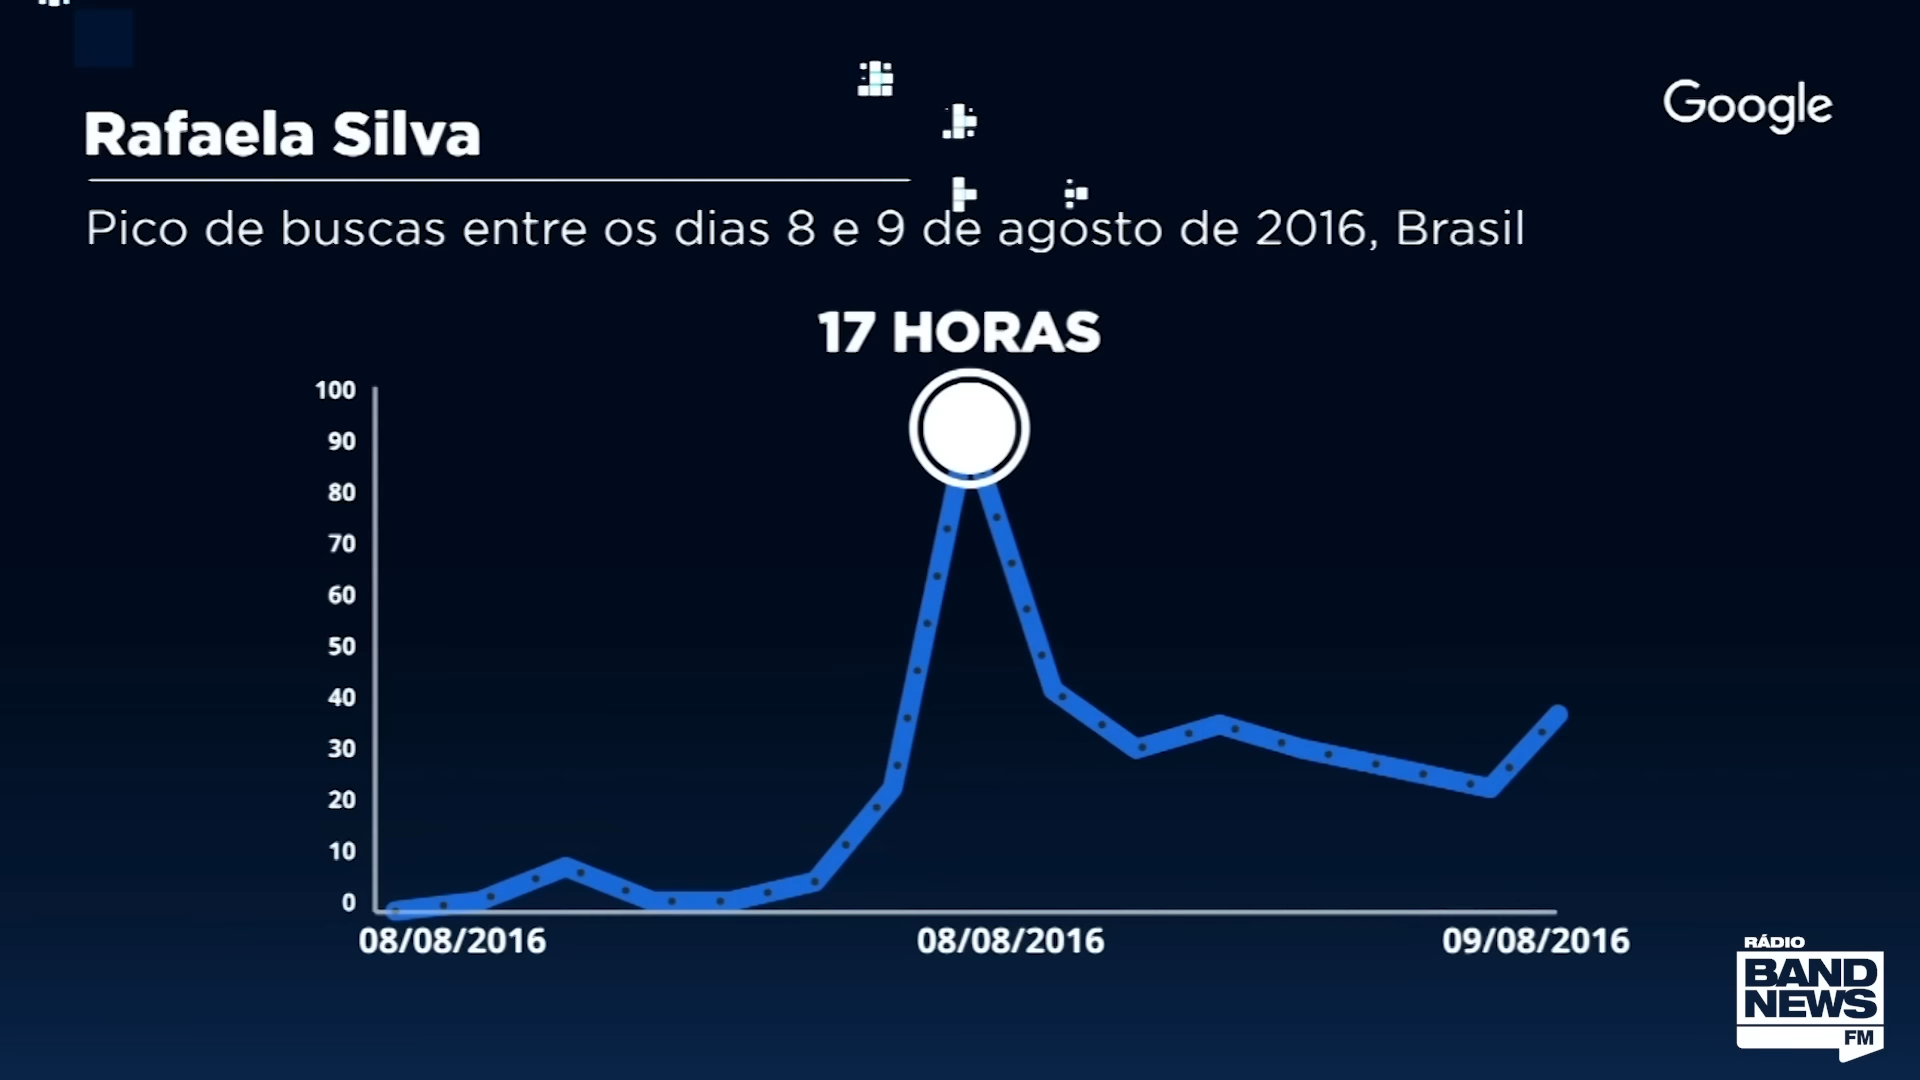 Google
Rafaela Silva
Pico de buscas entre os dias 8 e 9 de agosto de 2016, Brasil
17 HORAS
100
90
80
70
60
50
40
30
20
10
0
08/08/2016
08/08/2016
09/08/2016
RÁDIO
BAND
NEWS
FM